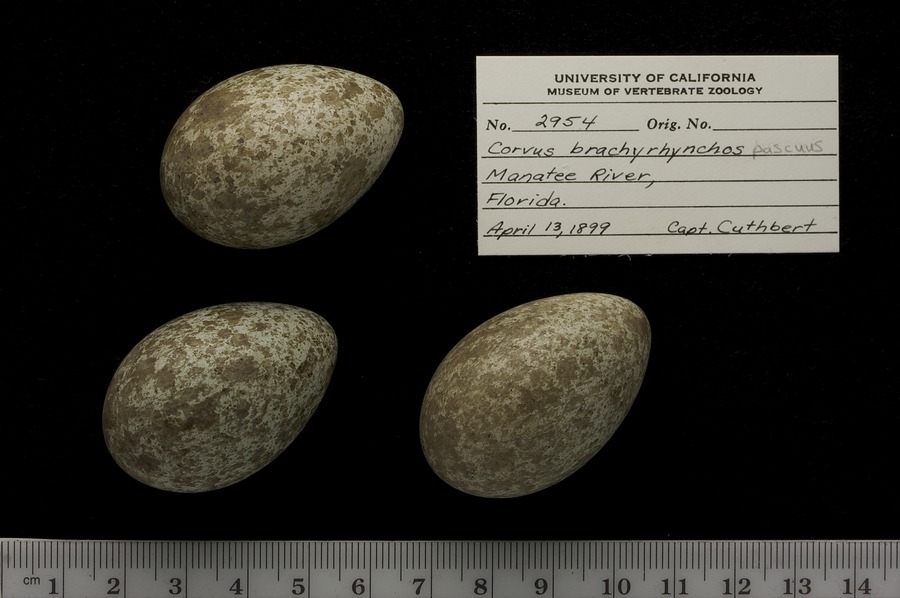 UNIVERSITY OF CALIFORNIA
MUSEUM OF VERTEBRATE ZOOLOGY
No. 2954 Orig. No.
Corvus brachyrhynchos pascuus
Manatee River,
Florida.
April 13, 1899 Capt. Cuthbert
cm 1 2 3 4 5 6 7 8 9 10 11 12 13 14